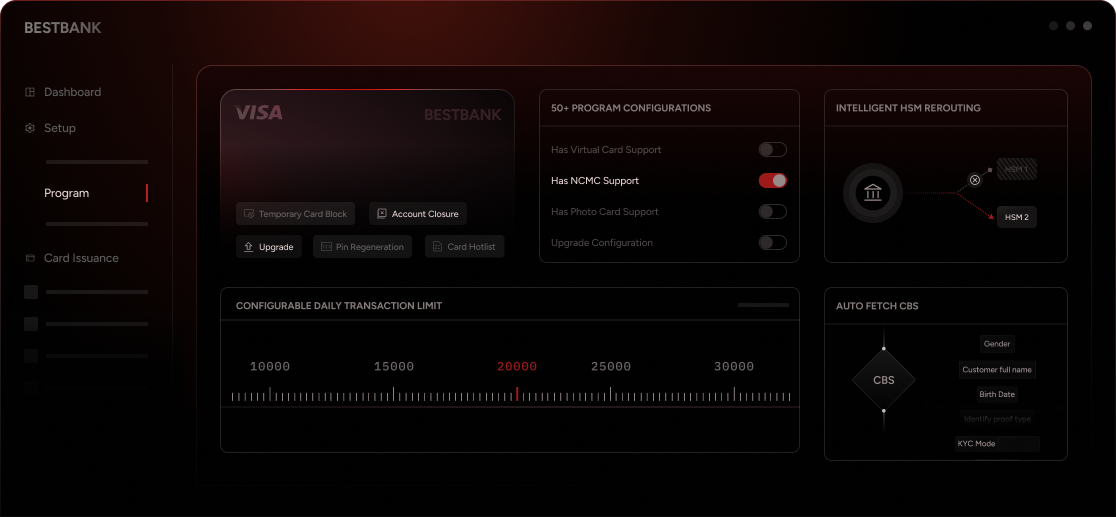 BESTBANK
Dashboard
Setup
Program
Card Issuance
VISA
BESTBANK
Temporary Card Block
Account Closure
Upgrade
Pin Regeneration
Card Hotlist
50+ PROGRAM CONFIGURATIONS
Has Virtual Card Support
Has NCMC Support
Has Photo Card Support
Upgrade Configuration
INTELLIGENT HSM REROUTING
HSM 1
HSM 2
CONFIGURABLE DAILY TRANSACTION LIMIT
10000
15000
20000
25000
30000
AUTO FETCH CBS
CBS
Gender
Customer full name
Birth Date
Identify proof type
KYC Mode